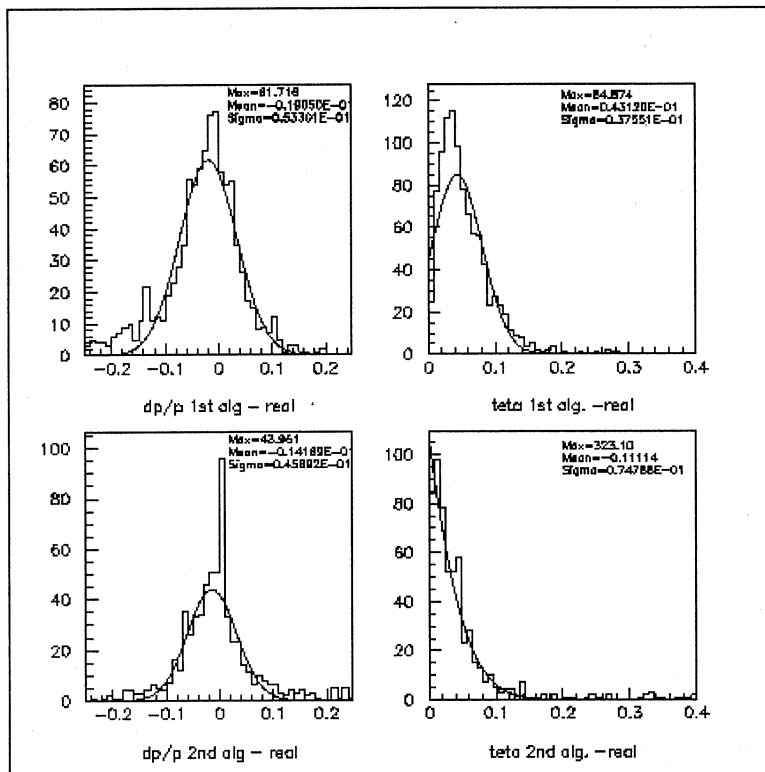 Max=61.716
Mean=-0.19050E-01
Sigma=0.53301E-01
80
70
60
50
40
30
20
10
0
-0.2 -0.1 0 0.1 0.2
dp/p 1st alg - real
Max=84.874
Mean=0.43120E-01
Sigma=0.37551E-01
120
100
80
60
40
20
0
0 0.1 0.2 0.3 0.4
teta 1st alg. -real
Max=43.961
Mean=-0.14189E-01
Sigma=0.45892E-01
100
80
60
40
20
0
-0.2 -0.1 0 0.1 0.2
dp/p 2nd alg - real
Max=323.10
Mean=-0.11114
Sigma=0.74788E-01
100
80
60
40
20
0
0 0.1 0.2 0.3 0.4
teta 2nd alg. -real